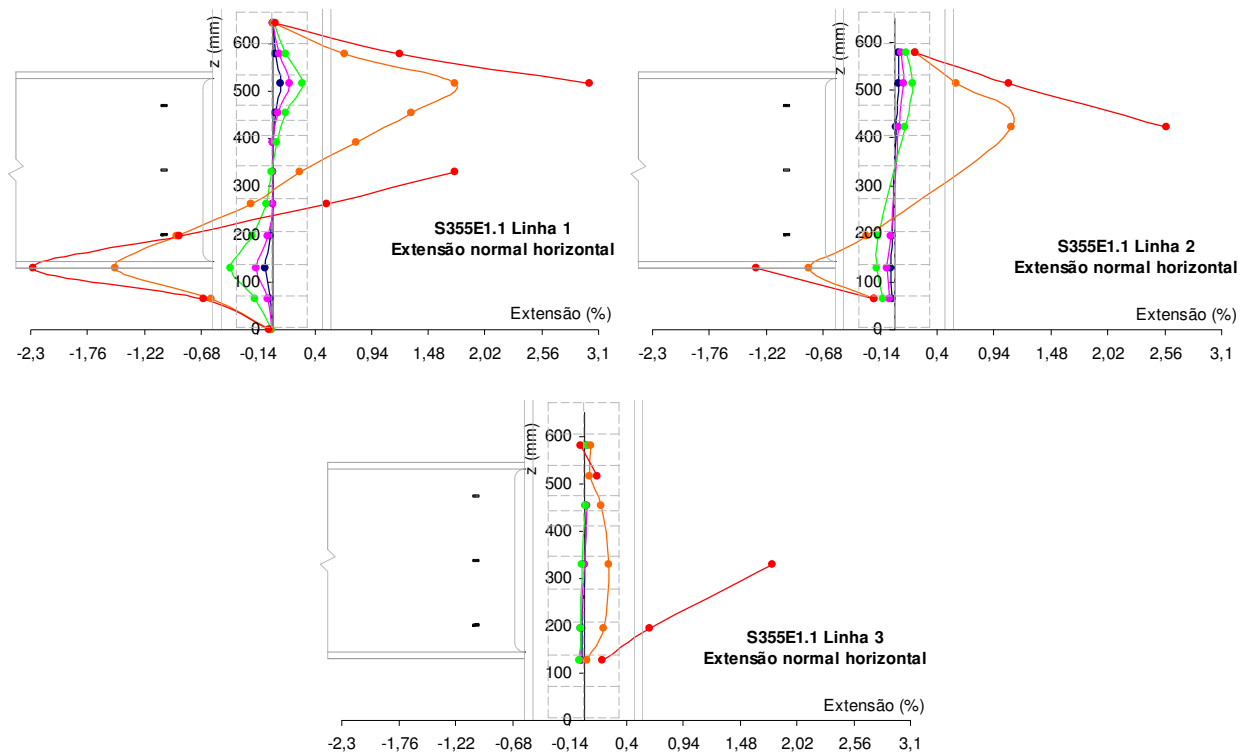 z (mm)
600
500
400
300
200
100
0
S355E1.1 Linha 1
Extensão normal horizontal
Extensão (%)
-2,3 -1,76 -1,22 -0,68 -0,14 0,4 0,94 1,48 2,02 2,56 3,1
z (mm)
600
500
400
300
200
100
0
S355E1.1 Linha 2
Extensão normal horizontal
Extensão (%)
-2,3 -1,76 -1,22 -0,68 -0,14 0,4 0,94 1,48 2,02 2,56 3,1
z (mm)
600
500
400
300
200
100
0
S355E1.1 Linha 3
Extensão normal horizontal
Extensão (%)
-2,3 -1,76 -1,22 -0,68 -0,14 0,4 0,94 1,48 2,02 2,56 3,1